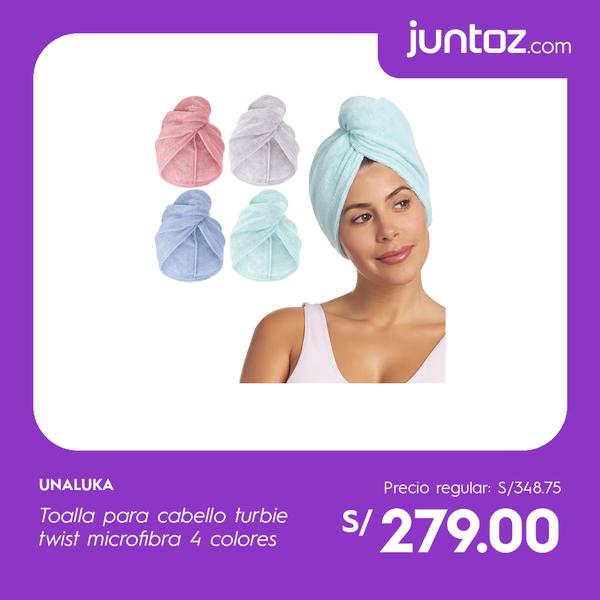 juntoz.com
UNALUKA
Toalla para cabello turbie
twist microfibra 4 colores
Precio regular: S/348.75
S/279.00